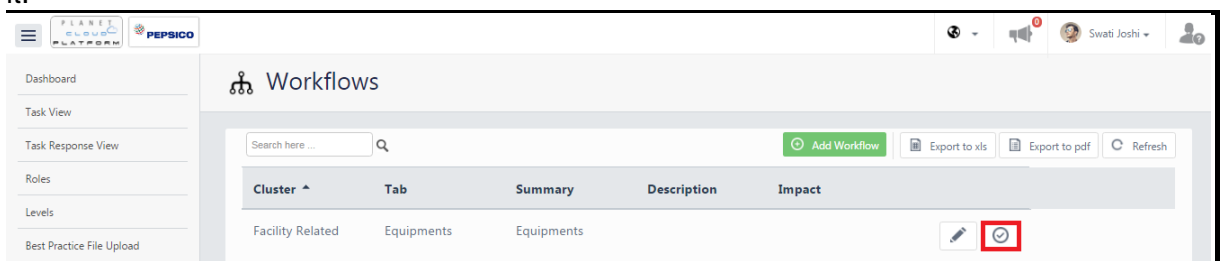 it.
PLANET
CLOUD
PLATFORM
PEPSICO
0
Swati Joshi
Dashboard
Task View
Task Response View
Roles
Levels
Best Practice File Upload
Workflows
Search here ...
Add Workflow
Export to xls
Export to pdf
Refresh
Cluster Tab Summary Description Impact
Facility Related Equipments Equipments